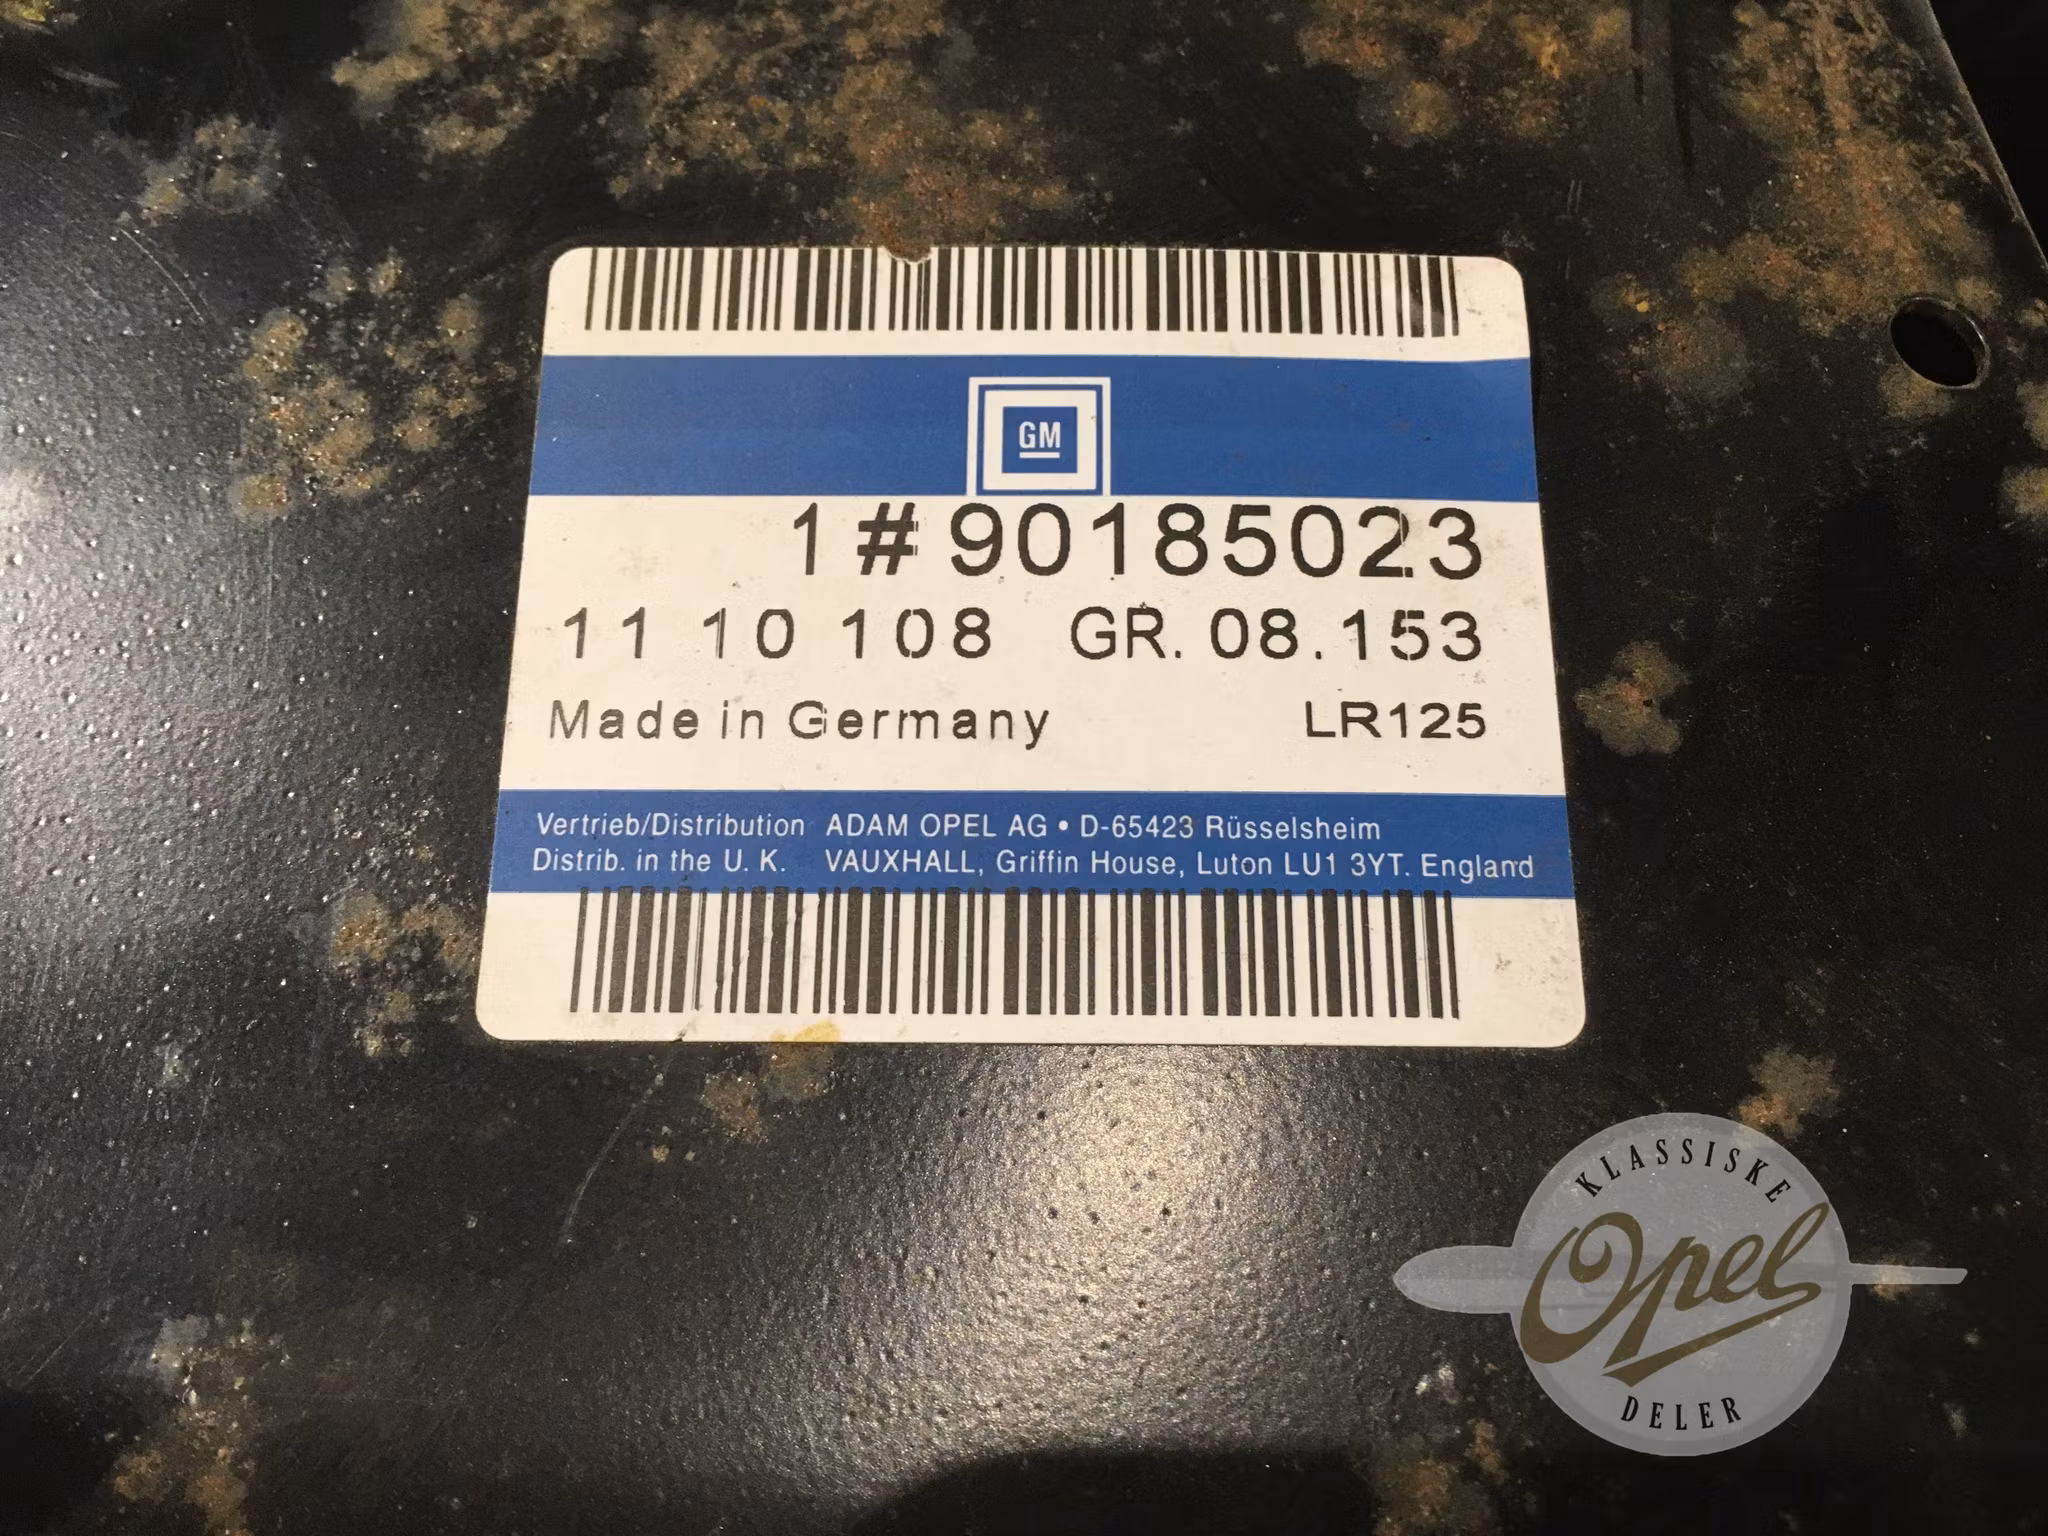 GM
1 # 90185023
11 10 108 GR. 08.153
Made in Germany LR125
Vertrieb/Distribution ADAM OPEL AG • D-65423 Rüsselsheim
Distrib. in the U. K. VAUXHALL, Griffin House, Luton LU1 3YT. England
KLASSISKE
Opel
DELER